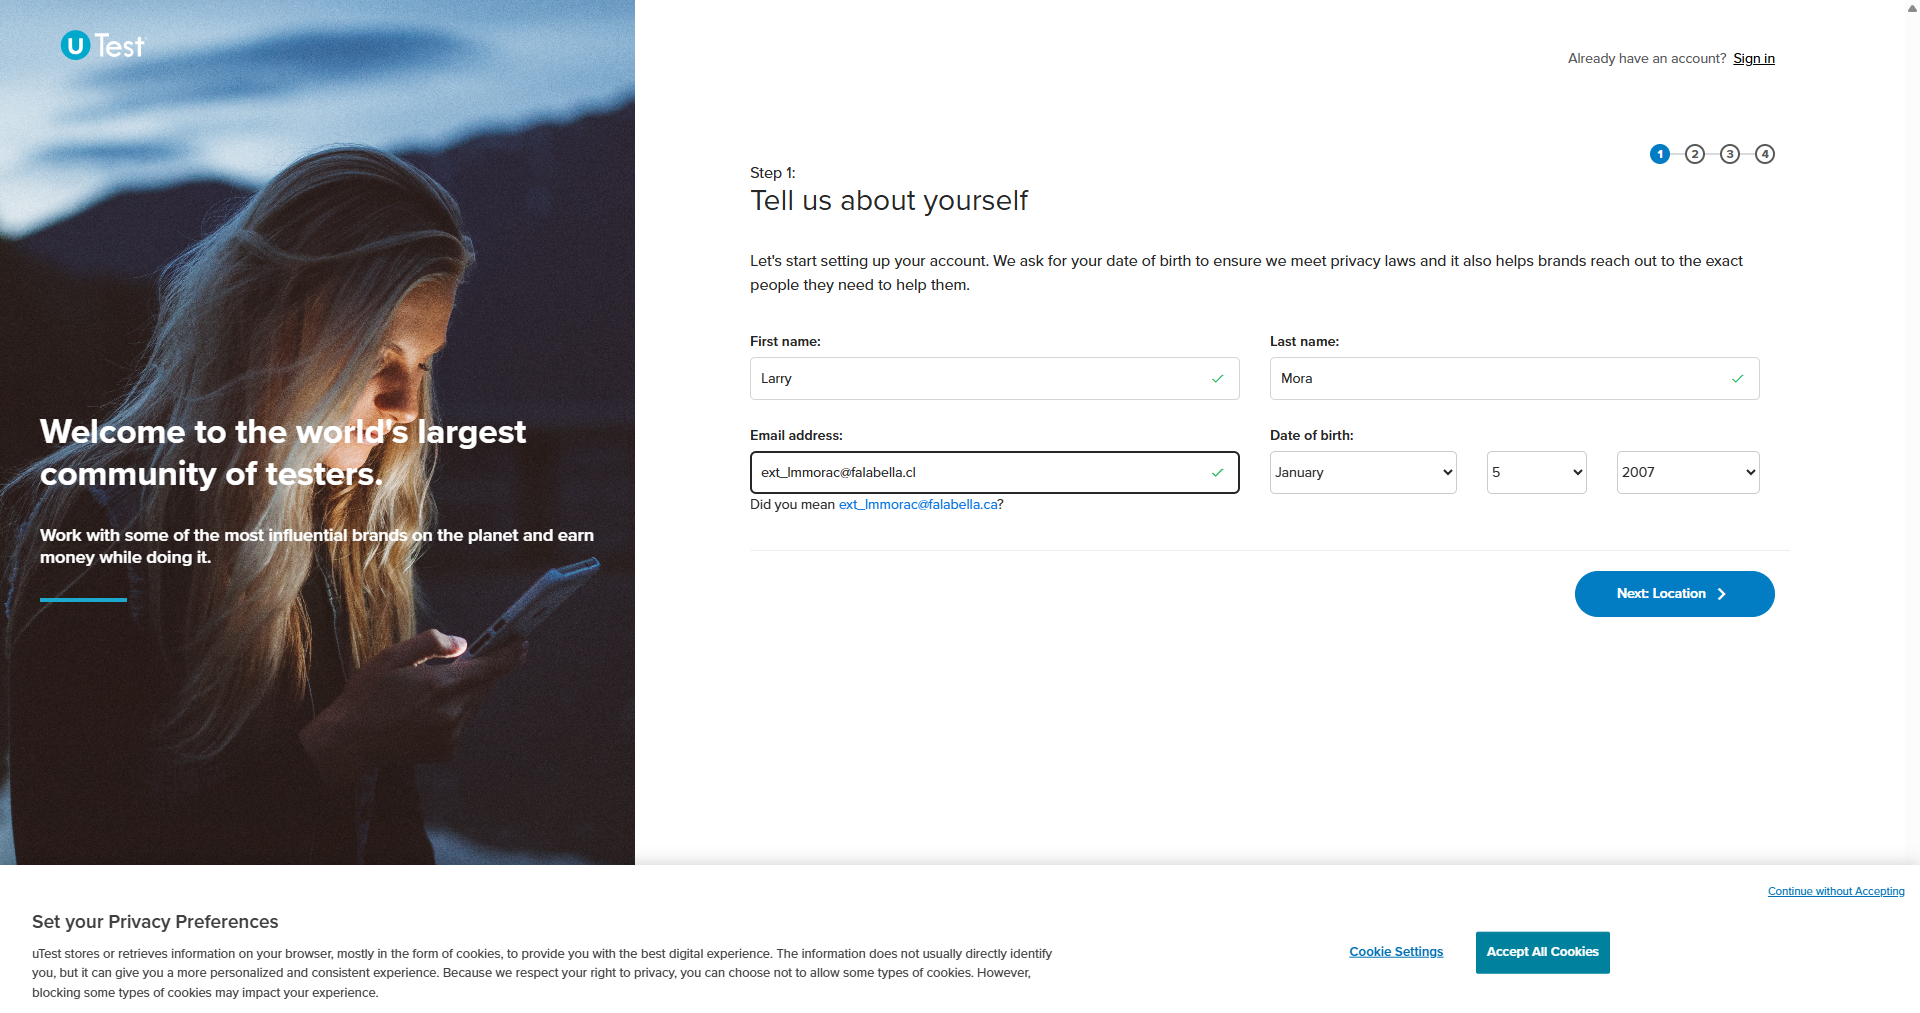 U Test
Already have an account? Sign in
1 2 3 4
Step 1:
Tell us about yourself
Let's start setting up your account. We ask for your date of birth to ensure we meet privacy laws and it also helps brands reach out to the exact
people they need to help them.
First name:
Last name:
Larry
Mora
Email address:
Date of birth:
ext_lmmorac@falabella.cl
January
5
2007
Did you mean ext_lmmorac@falabella.ca?
Next: Location
Welcome to the world's largest
community of testers.
Work with some of the most influential brands on the planet and earn
money while doing it.
Continue without Accepting
Set your Privacy Preferences
uTest stores or retrieves information on your browser, mostly in the form of cookies, to provide you with the best digital experience. The information does not usually directly identify
you, but it can give you a more personalized and consistent experience. Because we respect your right to privacy, you can choose not to allow some types of cookies. However,
blocking some types of cookies may impact your experience.
Cookie Settings
Accept All Cookies